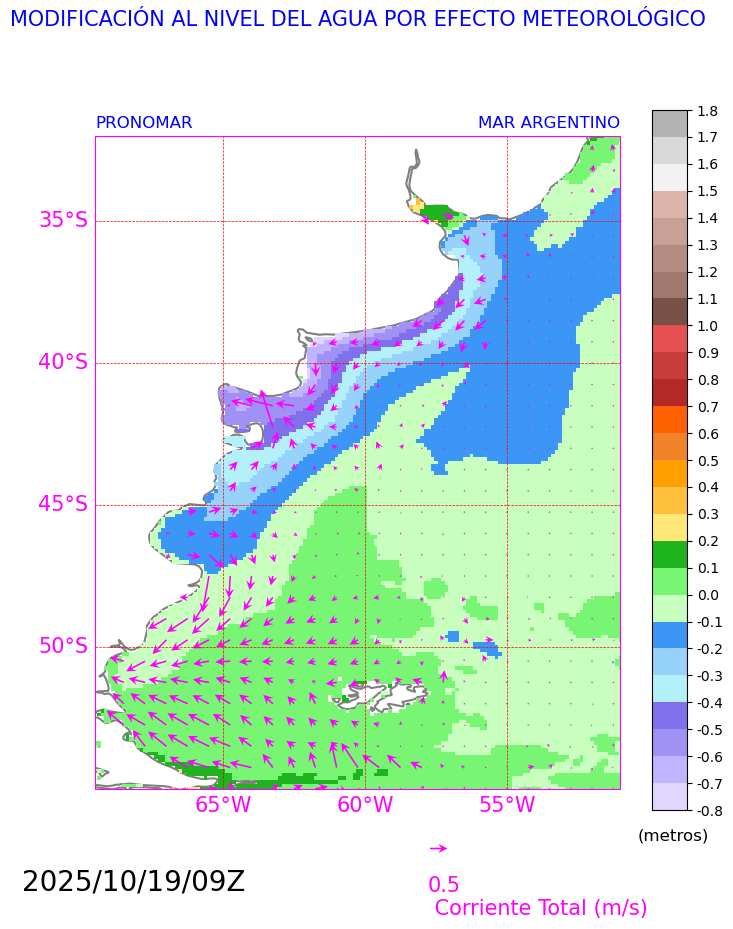 MODIFICACIÓN AL NIVEL DEL AGUA POR EFECTO METEOROLÓGICO
PRONOMAR
MAR ARGENTINO
35°S
40°S
45°S
50°S
65°W
60°W
55°W
1.8
1.7
1.6
1.5
1.4
1.3
1.2
1.1
1.0
0.9
0.8
0.7
0.6
0.5
0.4
0.3
0.2
0.1
0.0
-0.1
-0.2
-0.3
-0.4
-0.5
-0.6
-0.7
-0.8
(metros)
2025/10/19/09Z
0.5
Corriente Total (m/s)